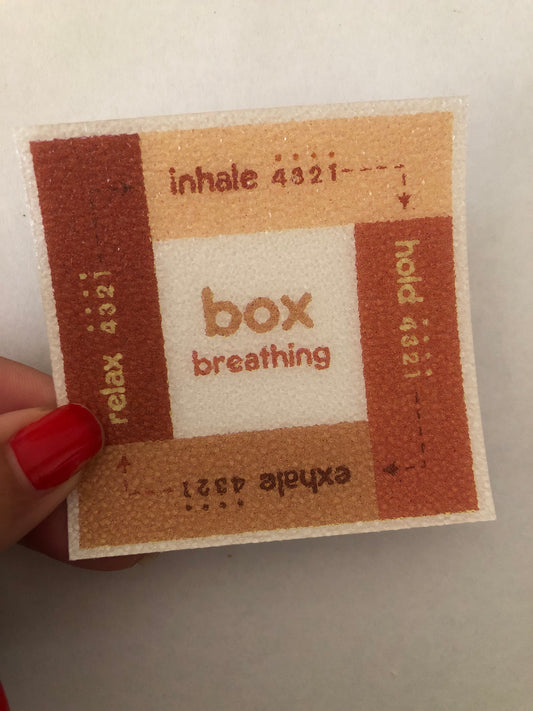 inhale 4321
hold 4321
exhale 4321
relax 4321
box
breathing